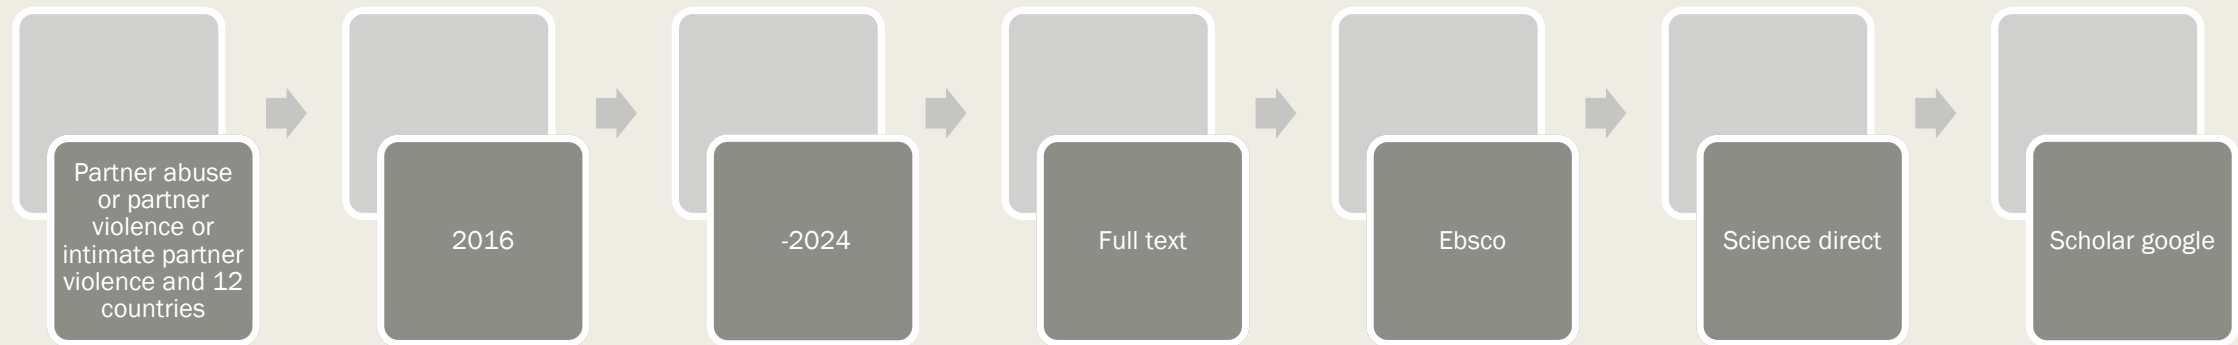 Partner abuse
or partner
violence or
intimate partner
violence and 12
countries
2016
-2024
Full text
Ebsco
Science direct
Scholar google